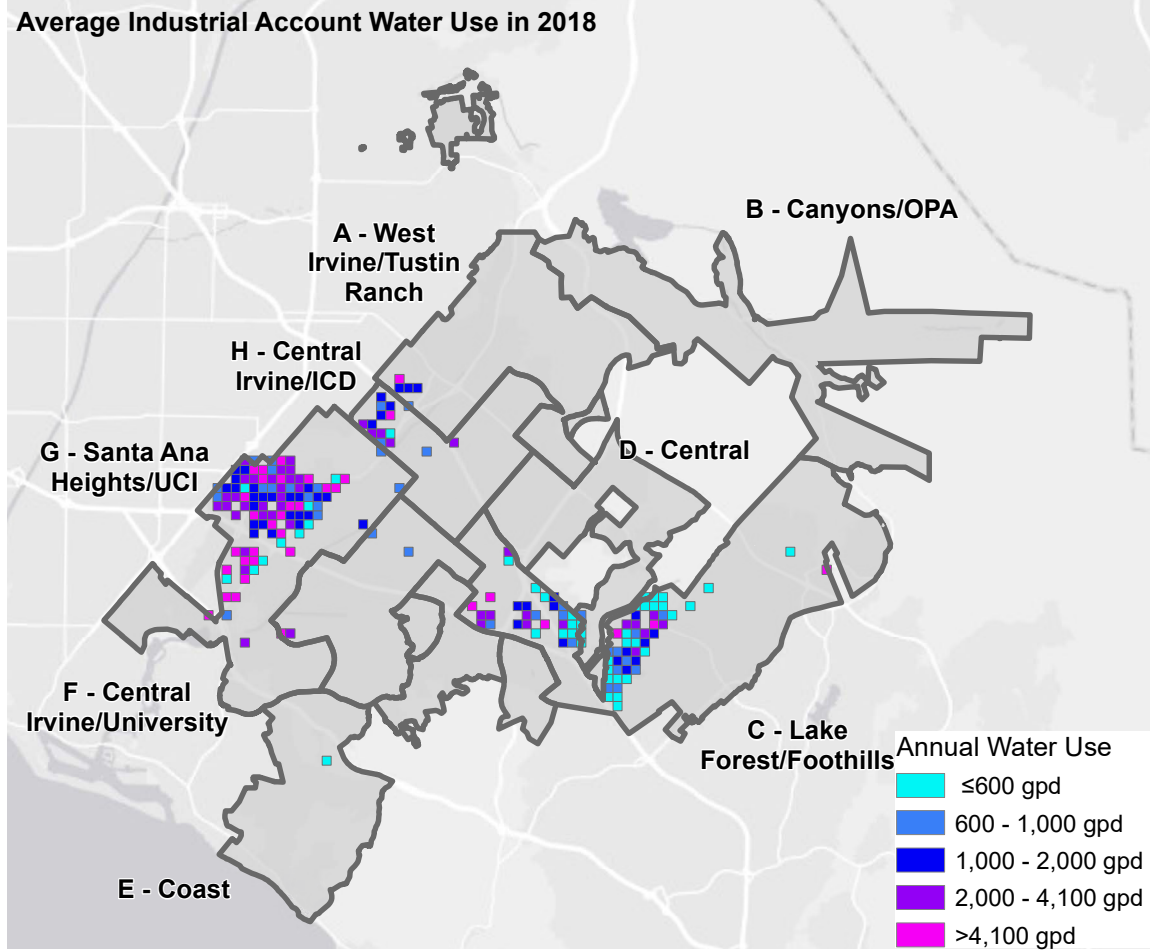 Average Industrial Account Water Use in 2018
B - Canyons/OPA
A - West
Irvine/Tustin
Ranch
H - Central
Irvine/ICD
G - Santa Ana
Heights/UCI
D - Central
F - Central
Irvine/University
C - Lake
Forest/Foothills
E - Coast
Annual Water Use
≤600 gpd
600 - 1,000 gpd
1,000 - 2,000 gpd
2,000 - 4,100 gpd
>4,100 gpd